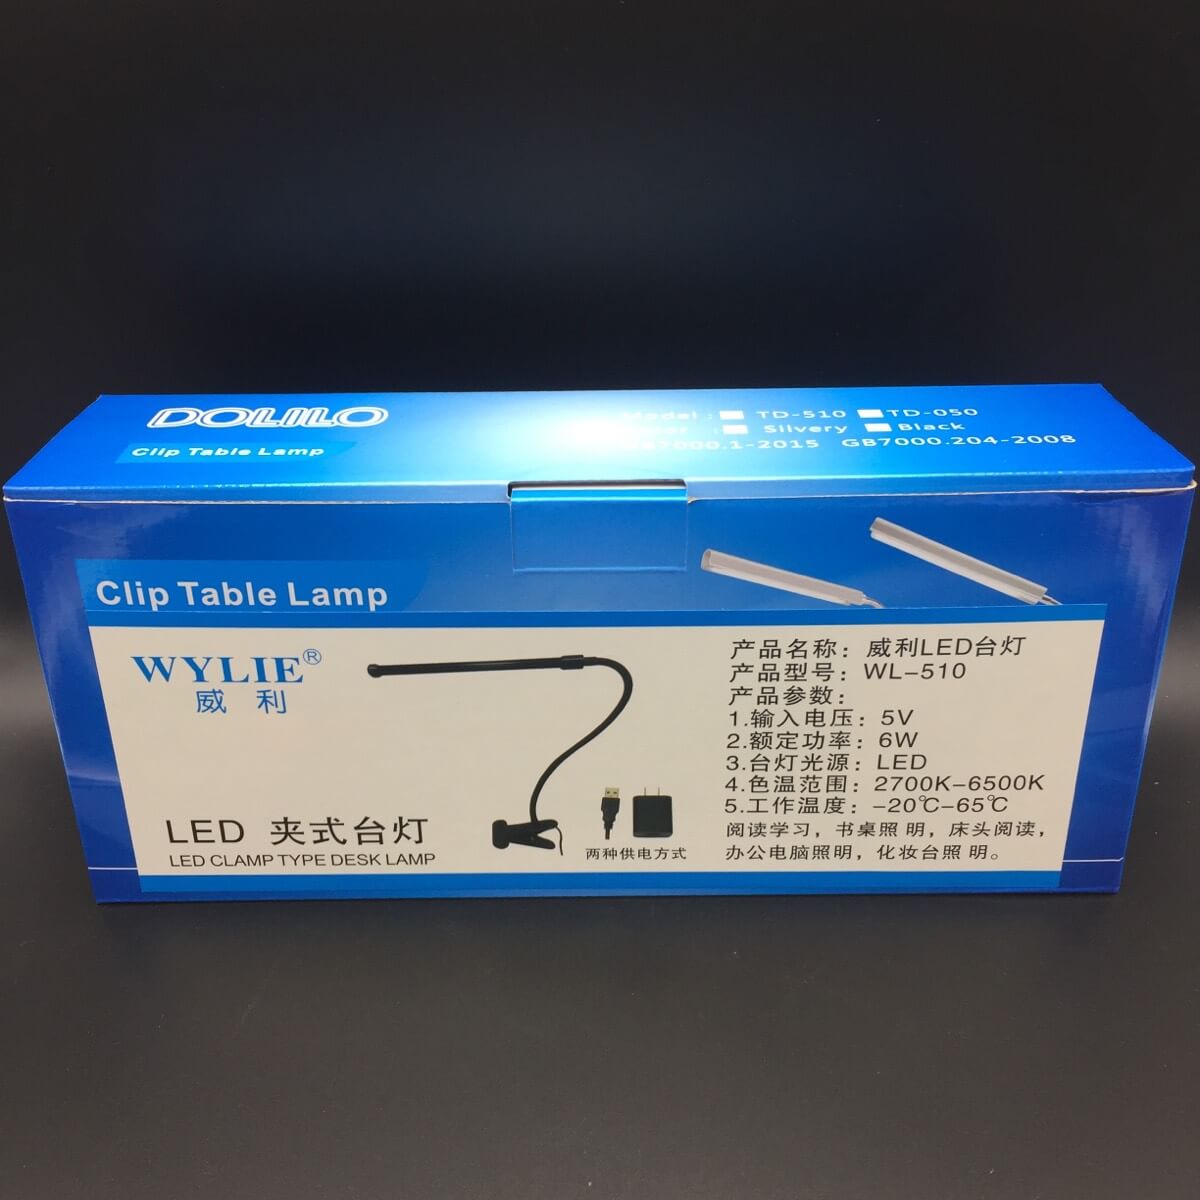 DOLILO
Clip Table Lamp
Model : TD-510 TD-050
: Silvery Black
GB7000.1-2015 GB7000.204-2008
Clip Table Lamp
WYLIE®
威利
LED 夹式台灯
LED CLAMP TYPE DESK LAMP
两种供电方式
产品名称：威利LED台灯
产品型号：WL-510
产品参数：
1.输入电压：5V
2.额定功率：6W
3.台灯光源：LED
4.色温范围：2700K-6500K
5.工作温度：-20℃-65℃
阅读学习，书桌照明，床头阅读，
办公电脑照明，化妆台照明。